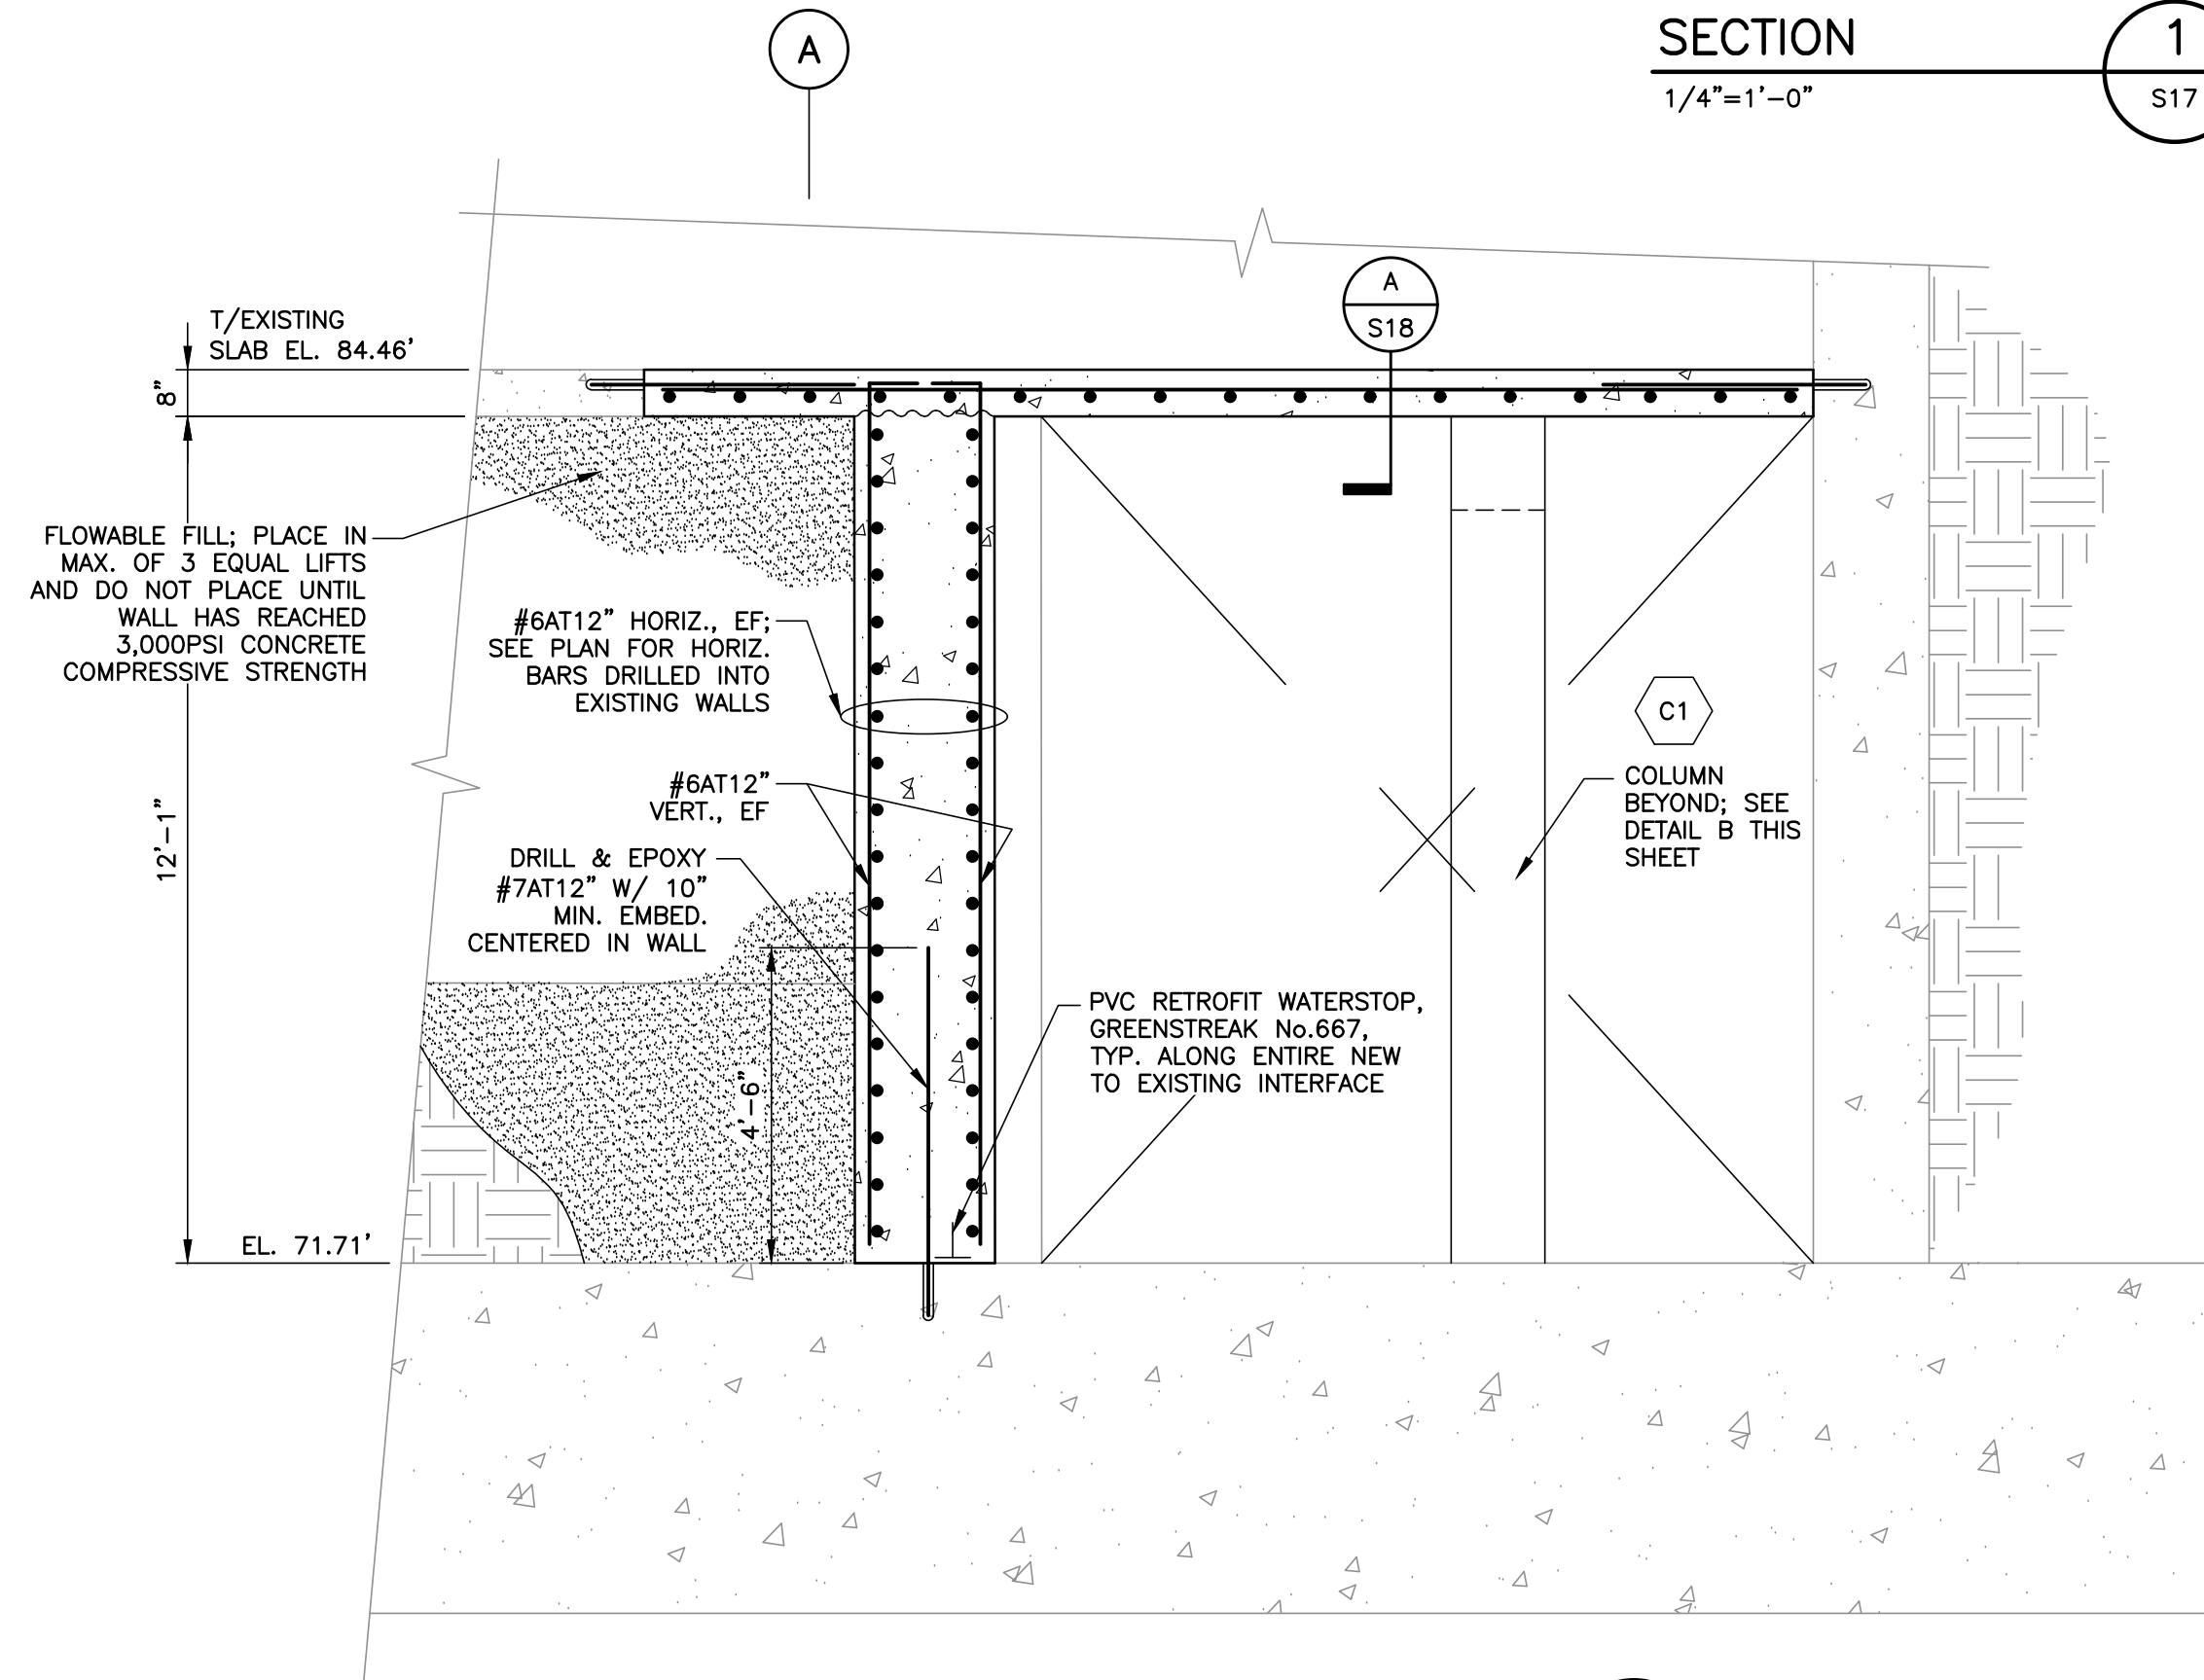 A
SECTION
1/4"=1'-0"
1
S17
T/EXISTING
SLAB EL. 84.46'
8"
A
S18
FLOWABLE FILL; PLACE IN
MAX. OF 3 EQUAL LIFTS
AND DO NOT PLACE UNTIL
WALL HAS REACHED
3,000PSI CONCRETE
COMPRESSIVE STRENGTH
#6AT12" HORIZ., EF;
SEE PLAN FOR HORIZ.
BARS DRILLED INTO
EXISTING WALLS
C1
COLUMN
BEYOND; SEE
DETAIL B THIS
SHEET
#6AT12"
VERT., EF
12'-1"
DRILL & EPOXY
#7AT12" W/ 10"
MIN. EMBED.
CENTERED IN WALL
PVC RETROFIT WATERSTOP,
GREENSTREAK No.667,
TYP. ALONG ENTIRE NEW
TO EXISTING INTERFACE
4'-6"
EL. 71.71'